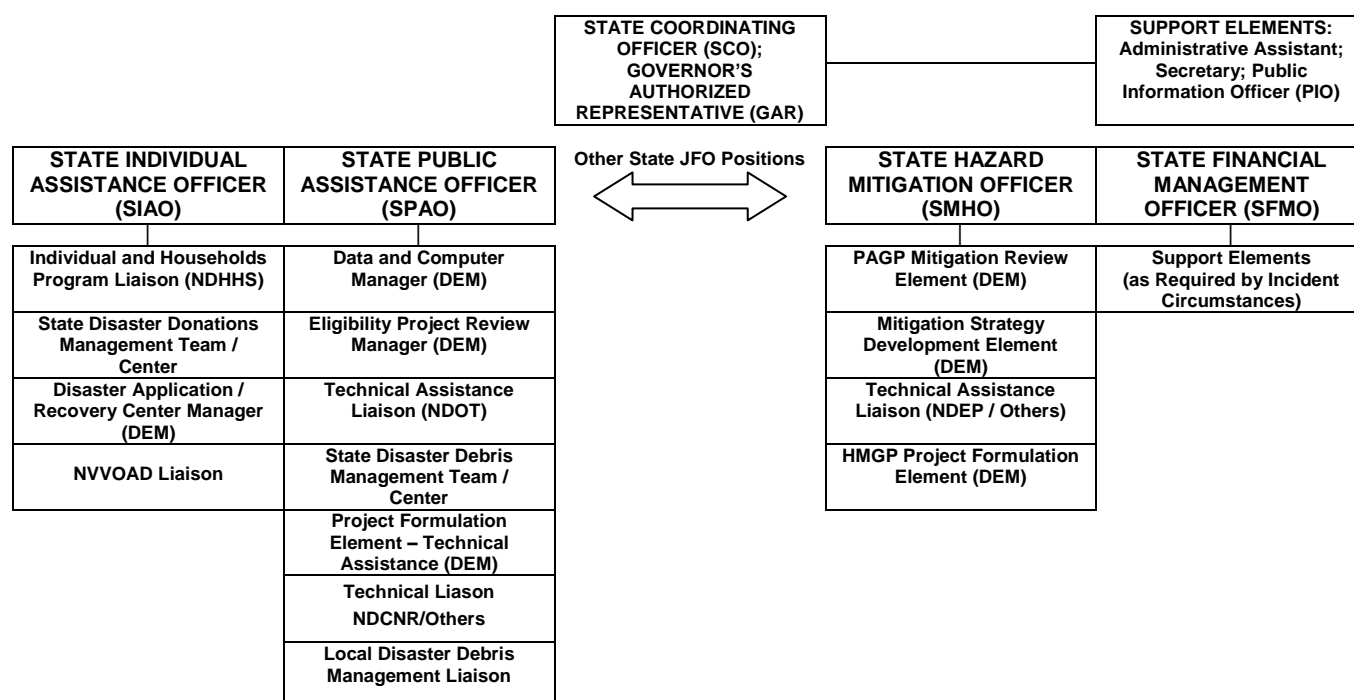 STATE COORDINATING
OFFICER (SCO);
GOVERNOR'S
AUTHORIZED
REPRESENTATIVE (GAR)
SUPPORT ELEMENTS:
Administrative Assistant;
Secretary; Public
Information Officer (PIO)
STATE INDIVIDUAL
ASSISTANCE OFFICER
(SIAO)
STATE PUBLIC
ASSISTANCE OFFICER
(SPAO)
Other State JFO Positions
STATE HAZARD
MITIGATION OFFICER
(SMHO)
STATE FINANCIAL
MANAGEMENT
OFFICER (SFMO)
Individual and Households
Program Liaison (NDHHS)
State Disaster Donations
Management Team /
Center
Disaster Application /
Recovery Center Manager
(DEM)
NVVOAD Liaison
Data and Computer
Manager (DEM)
Eligibility Project Review
Manager (DEM)
Technical Assistance
Liaison (NDOT)
State Disaster Debris
Management Team /
Center
Project Formulation
Element – Technical
Assistance (DEM)
Technical Liason
NDCNR/Others
Local Disaster Debris
Management Liaison
PAGP Mitigation Review
Element (DEM)
Mitigation Strategy
Development Element
(DEM)
Technical Assistance
Liaison (NDEP / Others)
HMGP Project Formulation
Element (DEM)
Support Elements
(as Required by Incident
Circumstances)